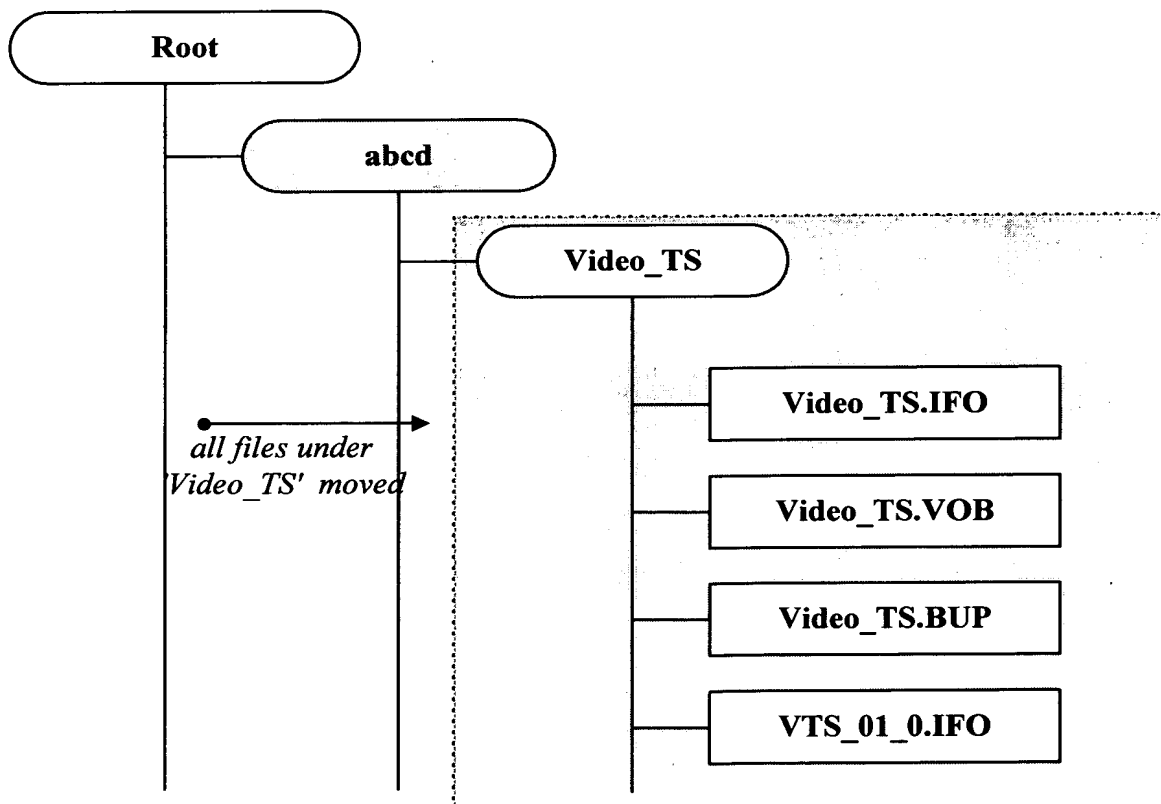 Root
abcd
Video_TS
Video_TS.IFO
all files under
'Video_TS' moved
Video_TS.VOB
Video_TS.BUP
VTS_01_0.IFO